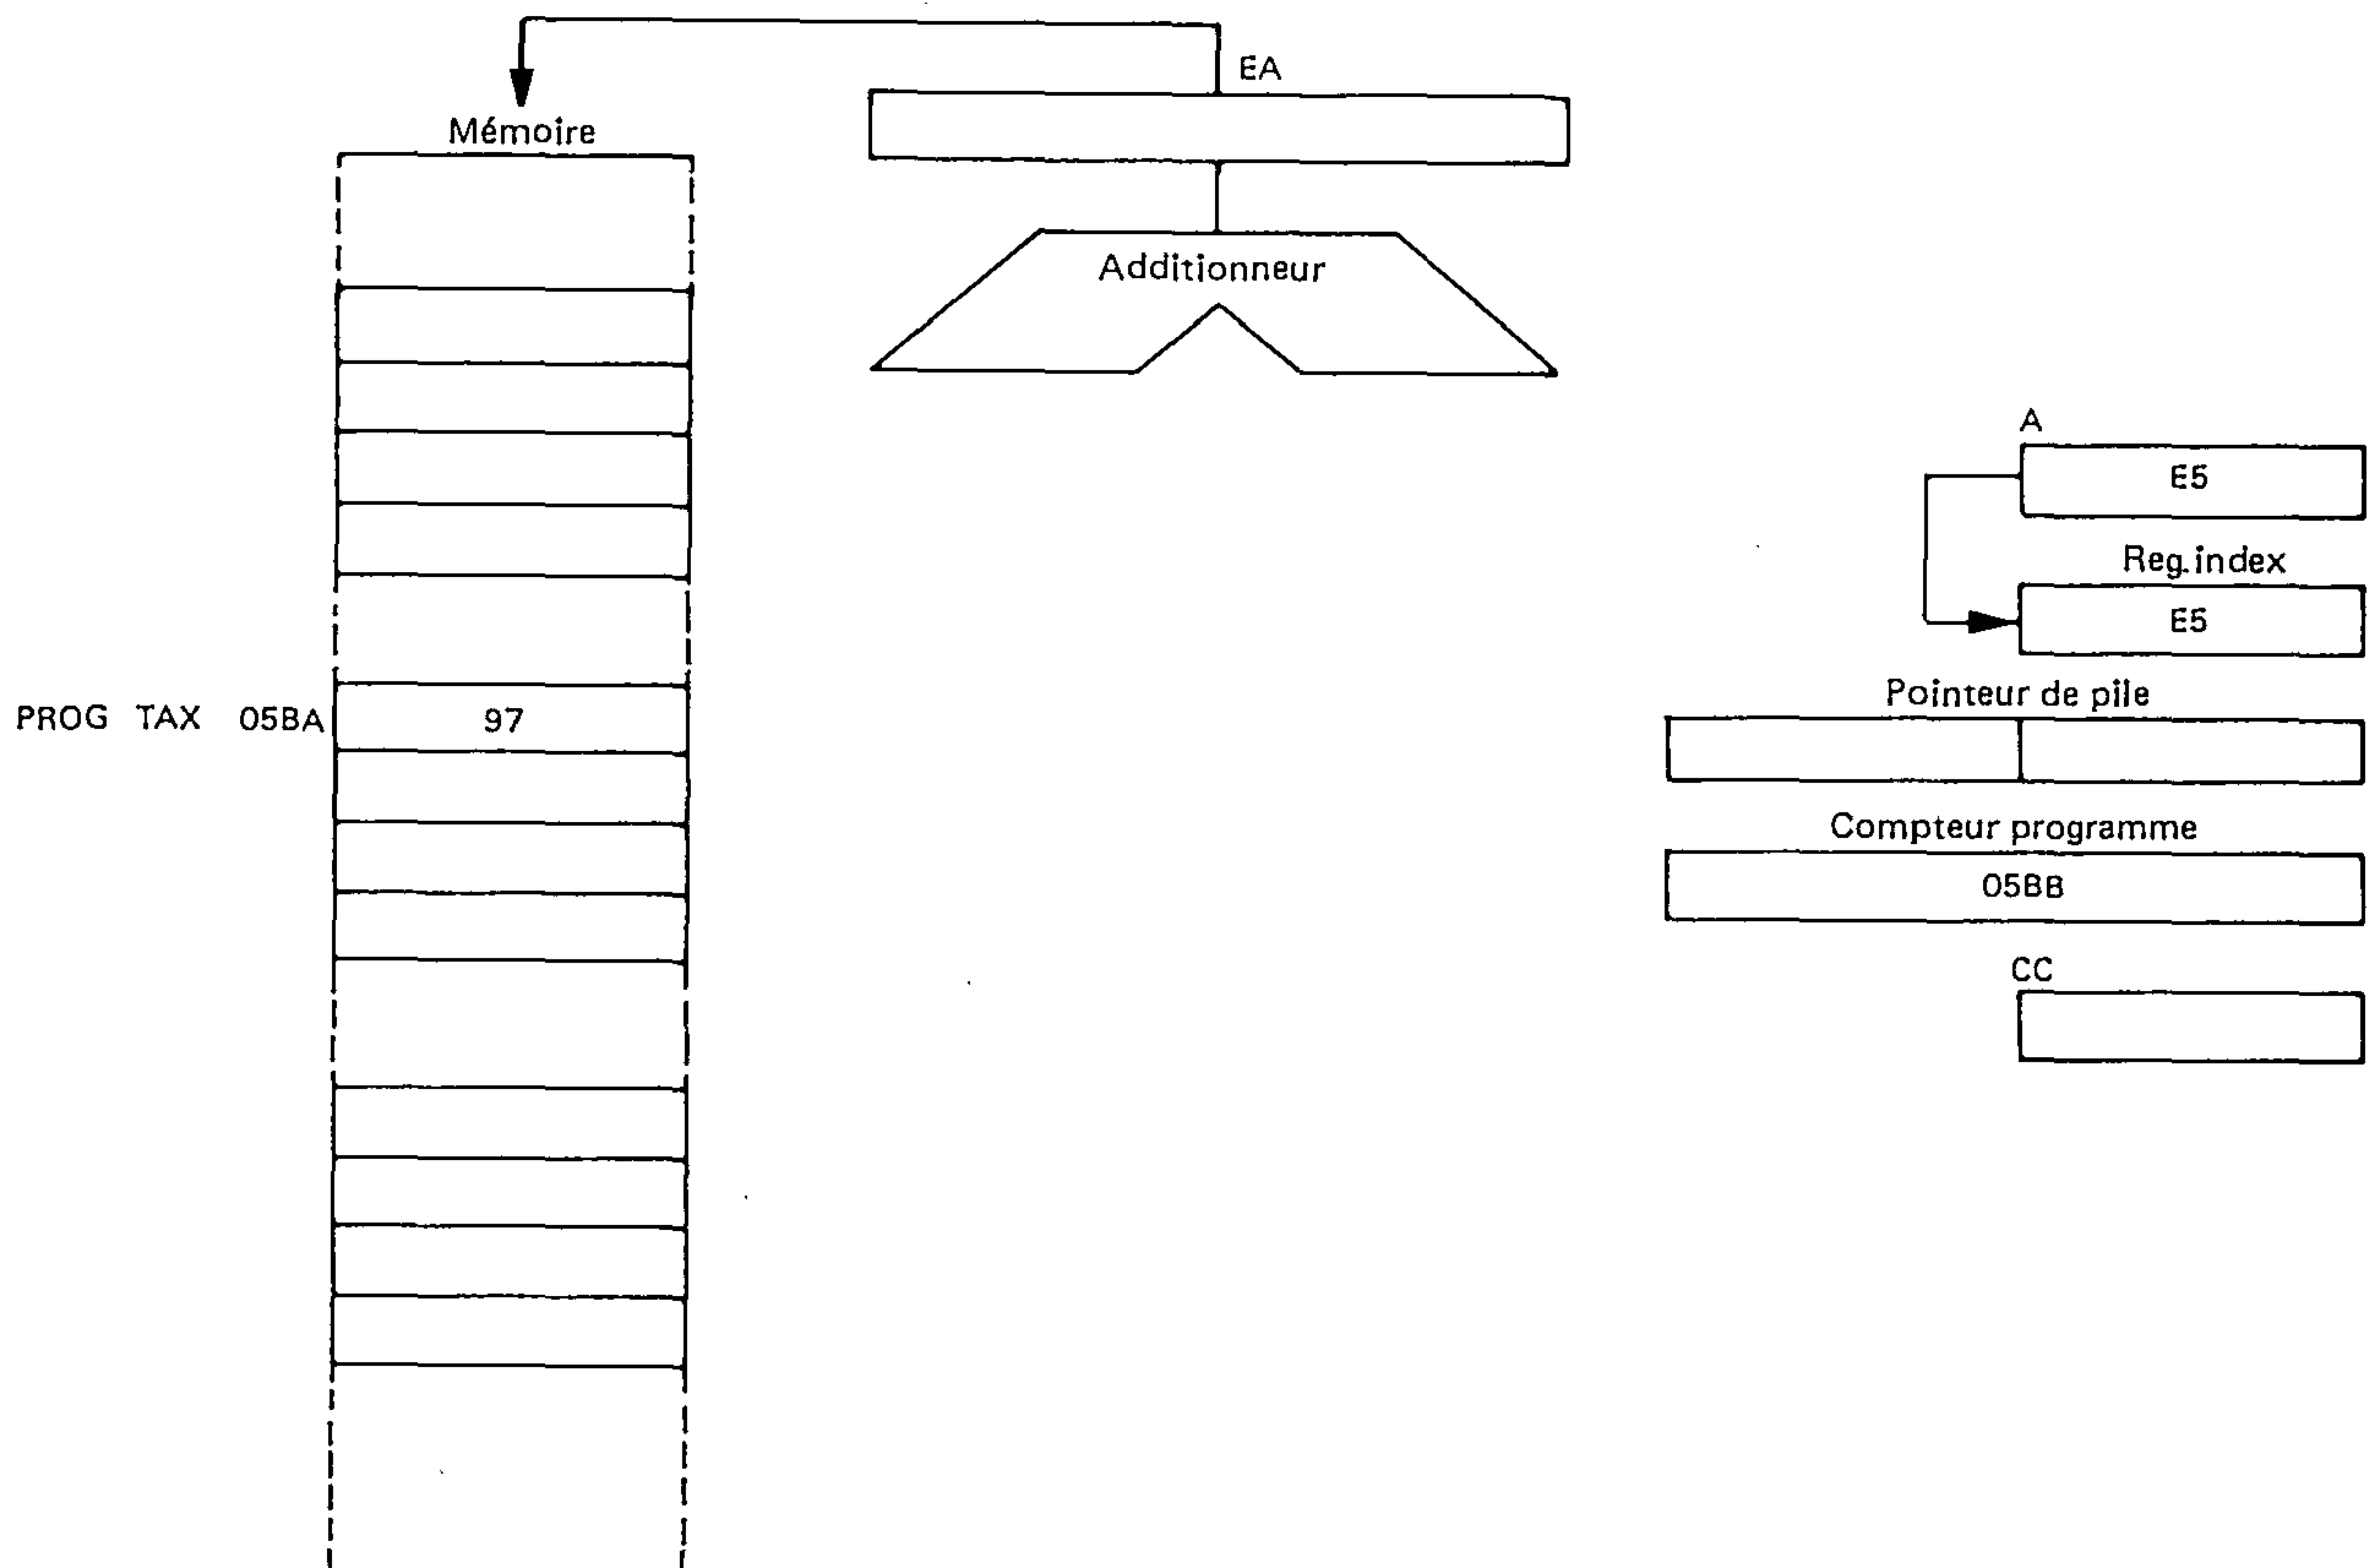 EA
Mémoire
Additionneur
A
E5
Reg.index
E5
Pointeur de pile
PROG TAX 05BA 97
Compteur programme
05BB
CC